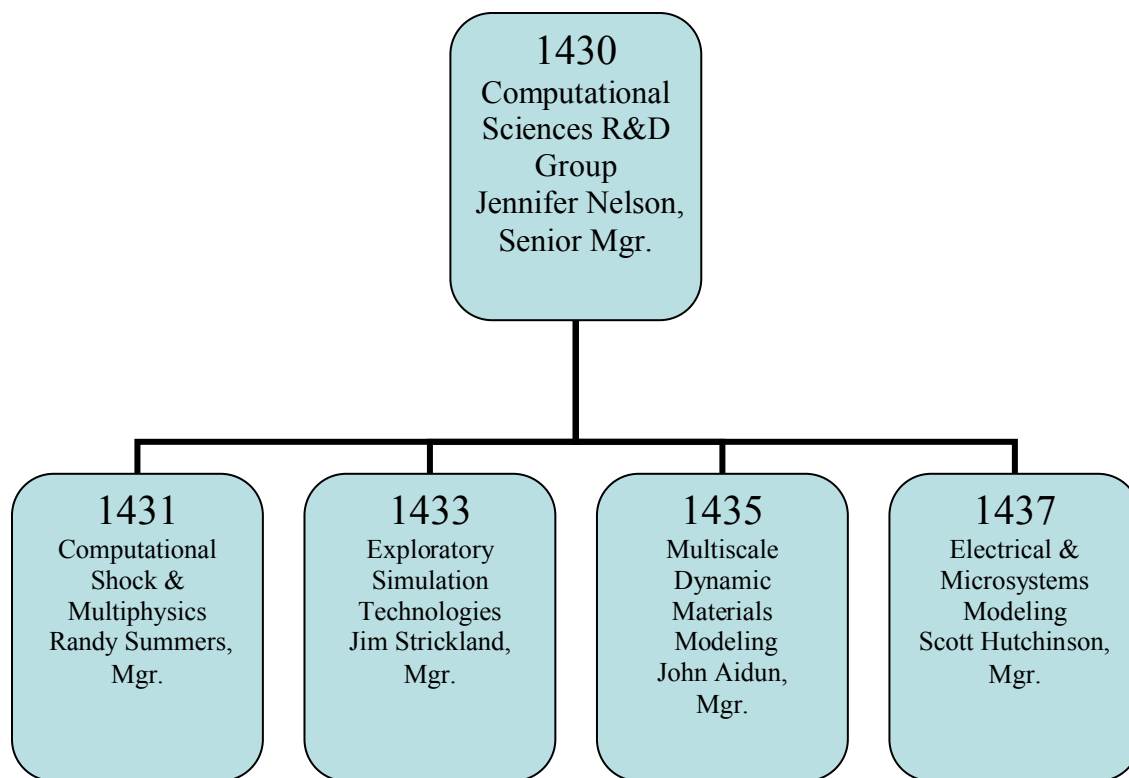 1430
Computational
Sciences R&D
Group
Jennifer Nelson,
Senior Mgr.
1431
Computational
Shock &
Multiphysics
Randy Summers,
Mgr.
1433
Exploratory
Simulation
Technologies
Jim Strickland,
Mgr.
1435
Multiscale
Dynamic
Materials
Modeling
John Aidun,
Mgr.
1437
Electrical &
Microsystems
Modeling
Scott Hutchinson,
Mgr.